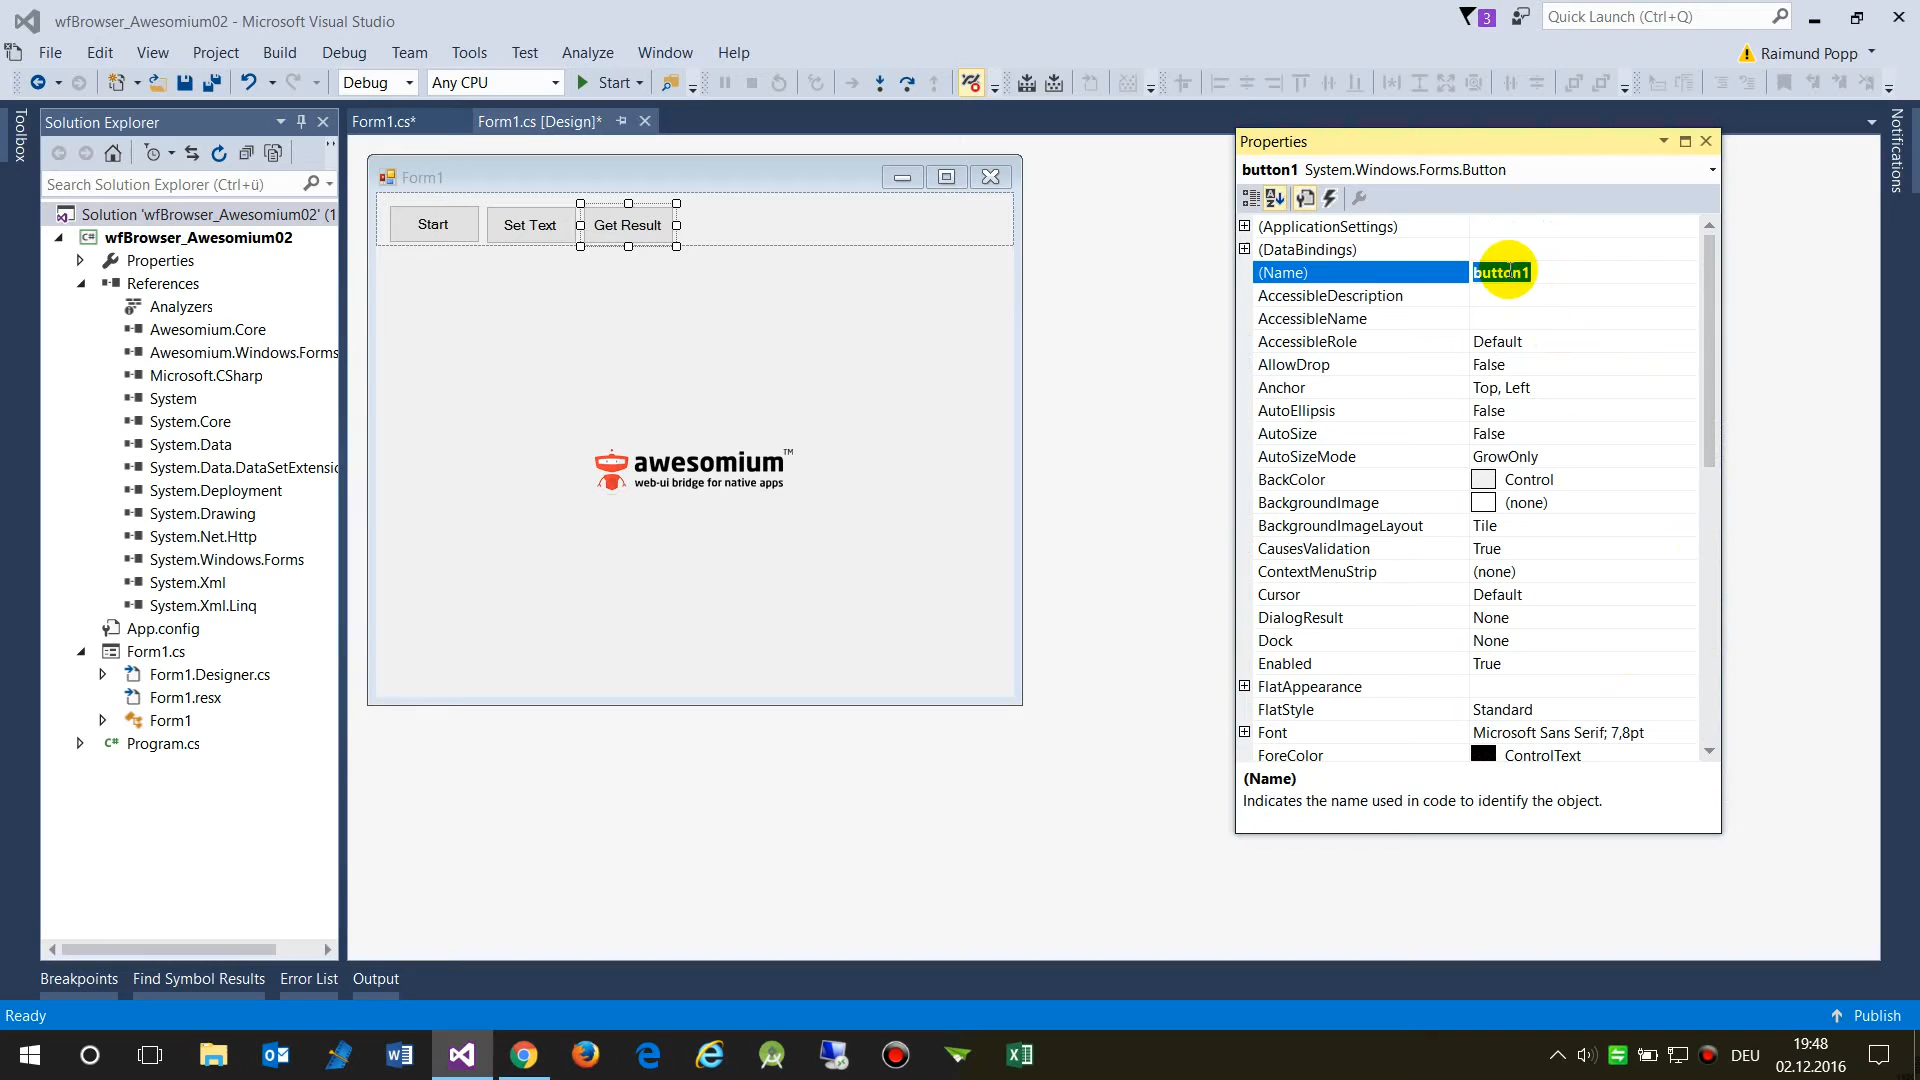 wfBrowser_Awesomium02 - Microsoft Visual Studio
3
Quick Launch (Ctrl+Q)
File Edit View Project Build Debug Team Tools Test Analyze Window Help
Raimund Popp
Debug Any CPU Start
Toolbox
Solution Explorer
Search Solution Explorer (Ctrl+ü)
Solution 'wfBrowser_Awesomium02' (1
wfBrowser_Awesomium02
Properties
References
Analyzers
Awesomium.Core
Awesomium.Windows.Forms
Microsoft.CSharp
System
System.Core
System.Data
System.Data.DataSetExtensio
System.Deployment
System.Drawing
System.Net.Http
System.Windows.Forms
System.Xml
System.Xml.Linq
App.config
Form1.cs
Form1.Designer.cs
Form1.resx
Form1
Program.cs
Form1.cs*
Form1.cs [Design]*
Form1
Start Set Text Get Result
awesomium™
web-ui bridge for native apps
Properties
button1 System.Windows.Forms.Button
(ApplicationSettings)
(DataBindings)
(Name) button1
AccessibleDescription
AccessibleName
AccessibleRole Default
AllowDrop False
Anchor Top, Left
AutoEllipsis False
AutoSize False
AutoSizeMode GrowOnly
BackColor Control
BackgroundImage (none)
BackgroundImageLayout Tile
CausesValidation True
ContextMenuStrip (none)
Cursor Default
DialogResult None
Dock None
Enabled True
FlatAppearance
FlatStyle Standard
Font Microsoft Sans Serif; 7,8pt
ForeColor ControlText
(Name)
Indicates the name used in code to identify the object.
Notifications
Breakpoints Find Symbol Results Error List Output
Ready
Publish
DEU
19:48
02.12.2016